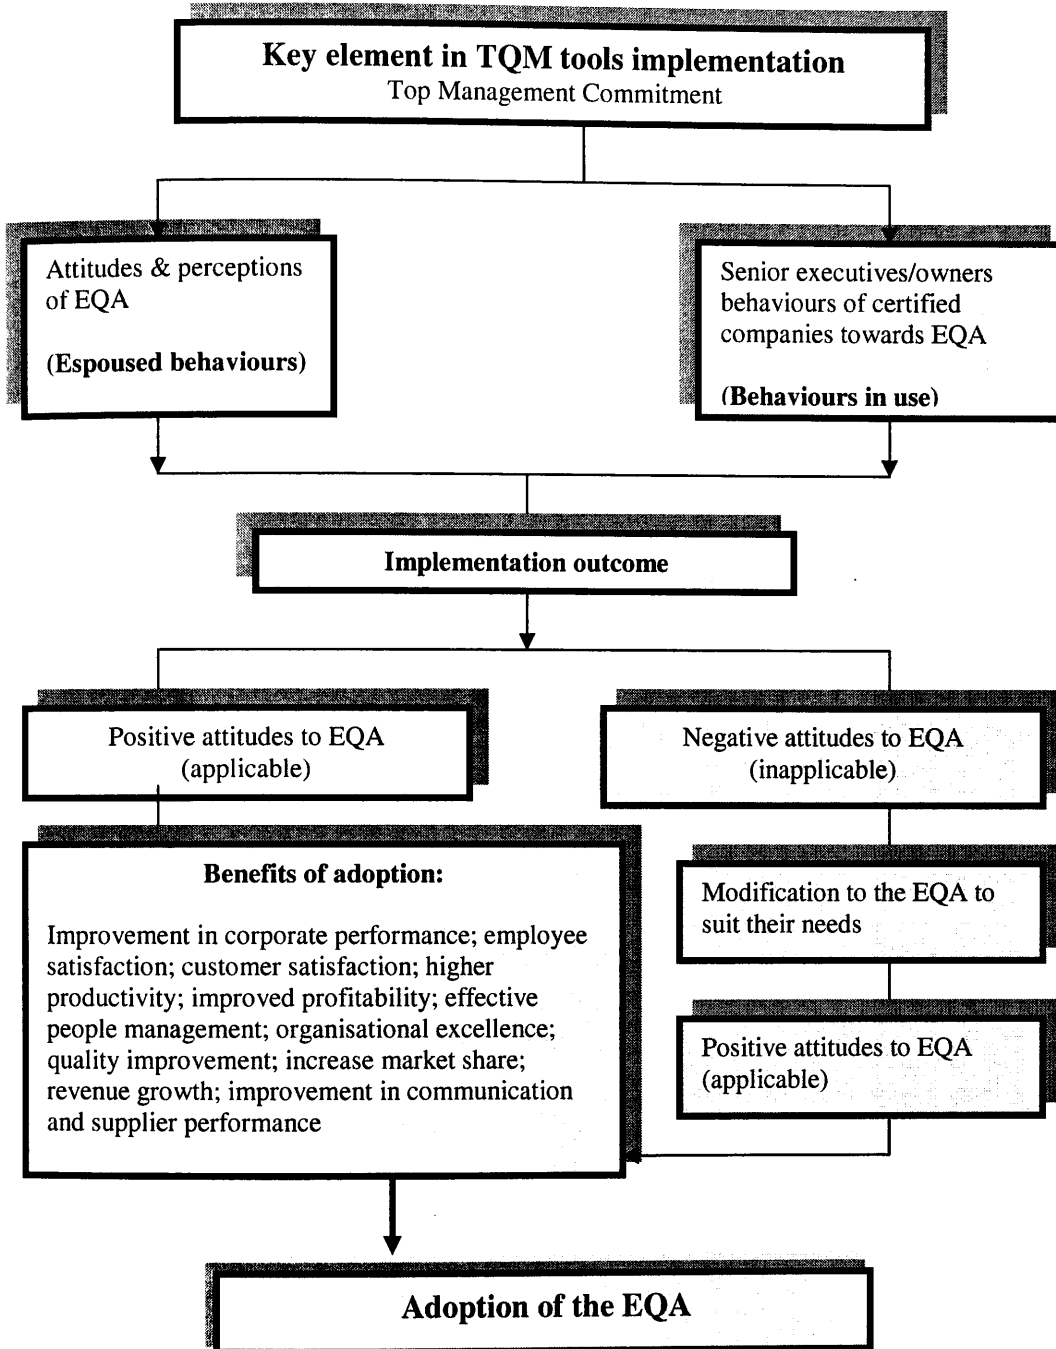 Key element in TQM tools implementation
Top Management Commitment
Attitudes & perceptions
of EQA
(Espoused behaviours)
Senior executives/owners
behaviours of certified
companies towards EQA
(Behaviours in use)
Implementation outcome
Positive attitudes to EQA
(applicable)
Negative attitudes to EQA
(inapplicable)
Benefits of adoption:
Improvement in corporate performance; employee
satisfaction; customer satisfaction; higher
productivity; improved profitability; effective
people management; organisational excellence;
quality improvement; increase market share;
revenue growth; improvement in communication
and supplier performance
Modification to the EQA to
suit their needs
Positive attitudes to EQA
(applicable)
Adoption of the EQA